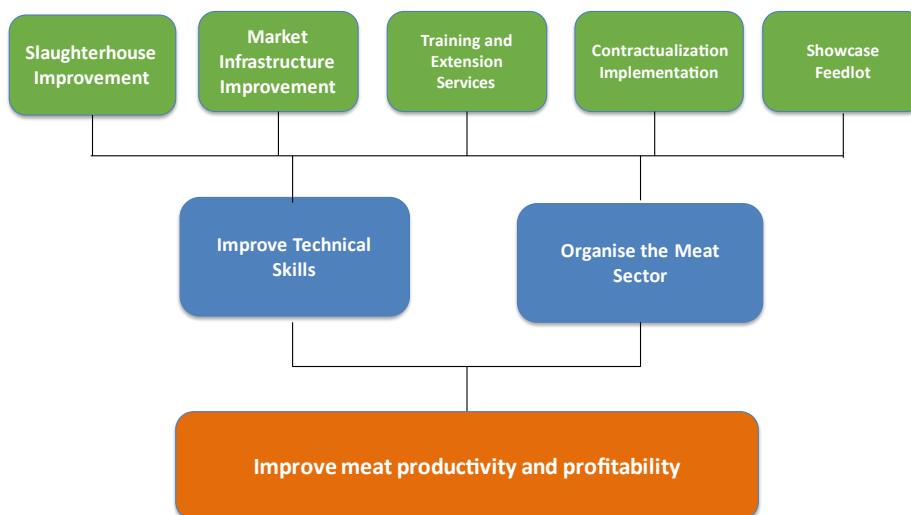 Slaughterhouse
Improvement
Market
Infrastructure
Improvement
Training and
Extension
Services
Contractualization
Implementation
Showcase
Feedlot
Improve Technical
Skills
Organise the Meat
Sector
Improve meat productivity and profitability